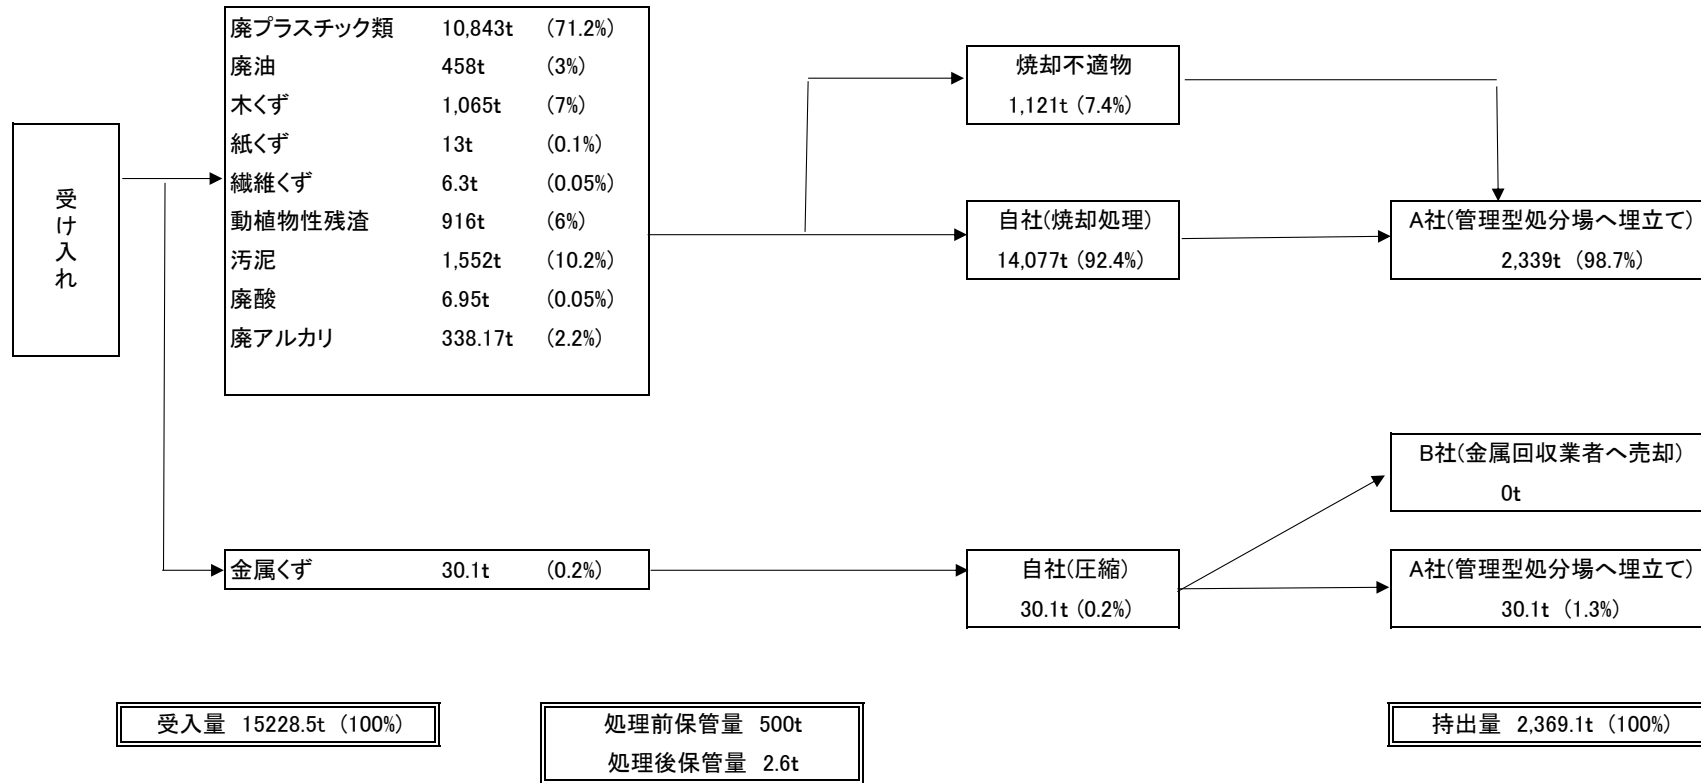 受け入れ
廃プラスチック類 10,843t (71.2%)
廃油 458t (3%)
木くず 1,065t (7%)
紙くず 13t (0.1%)
繊維くず 6.3t (0.05%)
動植物性残渣 916t (6%)
汚泥 1,552t (10.2%)
廃酸 6.95t (0.05%)
廃アルカリ 338.17t (2.2%)
焼却不適物
1,121t (7.4%)
自社(焼却処理)
14,077t (92.4%)
A社(管理型処分場へ埋立て)
2,339t (98.7%)
金属くず 30.1t (0.2%)
自社(圧縮)
30.1t (0.2%)
B社(金属回収業者へ売却)
0t
A社(管理型処分場へ埋立て)
30.1t (1.3%)
受入量 15228.5t (100%)
処理前保管量 500t
処理後保管量 2.6t
持出量 2,369.1t (100%)